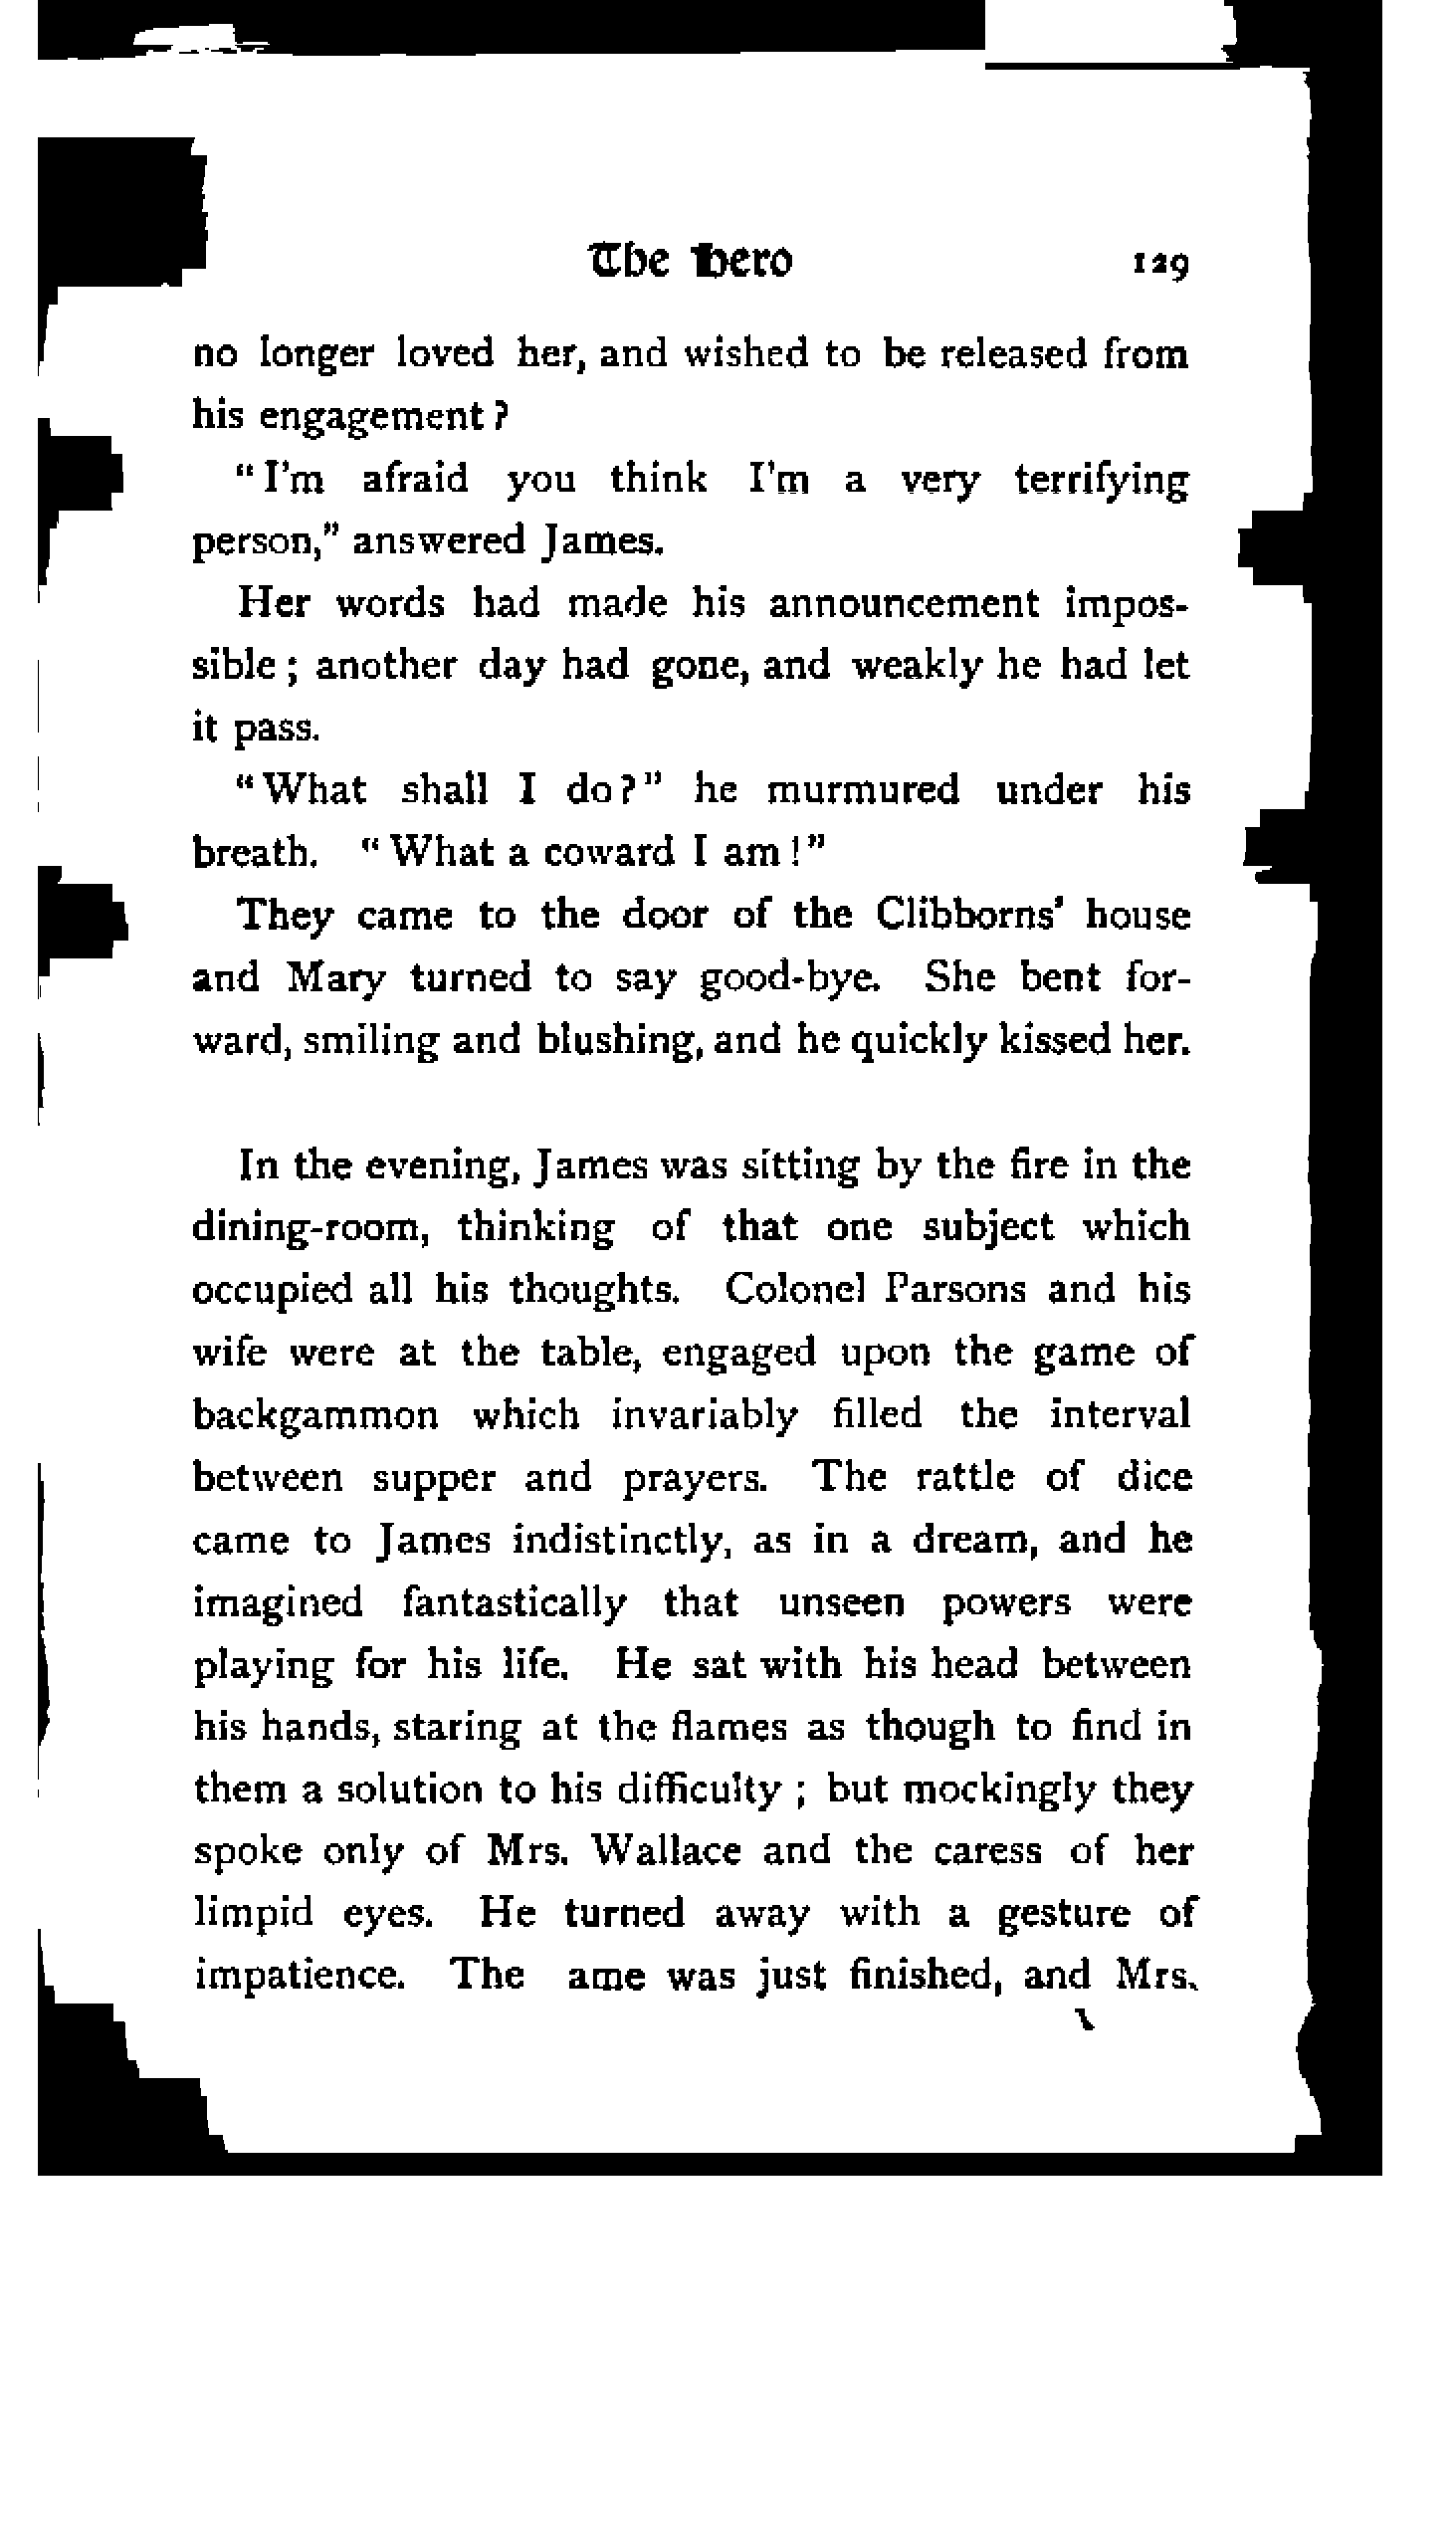 The Hero 129
no longer loved her, and wished to be released from
his engagement?
"I'm afraid you think I'm a very terrifying
person," answered James.
Her words had made his announcement impos-
sible; another day had gone, and weakly he had let
it pass.
"What shall I do?" he murmured under his
breath. "What a coward I am!"
They came to the door of the Clibborns' house
and Mary turned to say good-bye. She bent for-
ward, smiling and blushing, and he quickly kissed her.
In the evening, James was sitting by the fire in the
dining-room, thinking of that one subject which
occupied all his thoughts. Colonel Parsons and his
wife were at the table, engaged upon the game of
backgammon which invariably filled the interval
between supper and prayers. The rattle of dice
came to James indistinctly, as in a dream, and he
imagined fantastically that unseen powers were
playing for his life. He sat with his head between
his hands, staring at the flames as though to find in
them a solution to his difficulty; but mockingly they
spoke only of Mrs. Wallace and the caress of her
limpid eyes. He turned away with a gesture of
impatience. The ame was just finished, and Mrs.